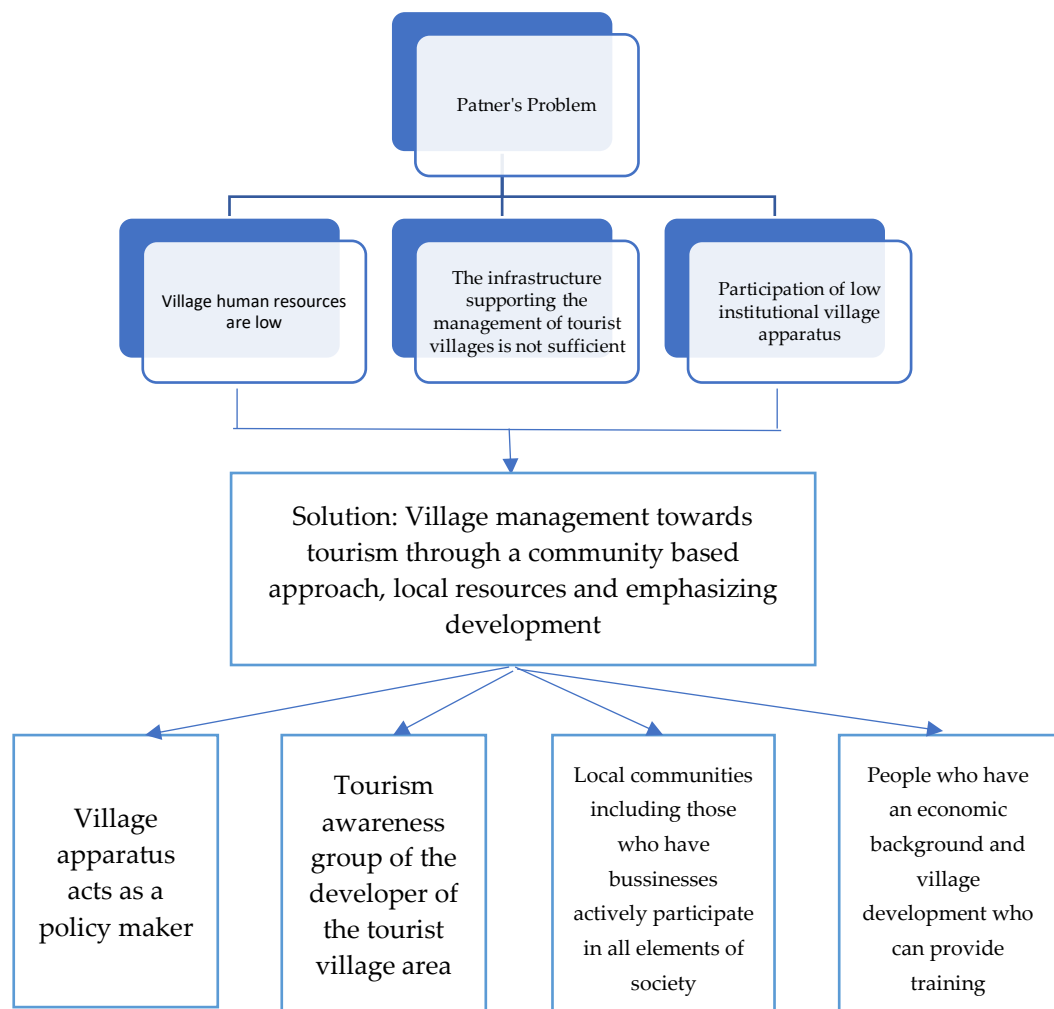 Patner's Problem
Village human resources
are low
The infrastructure
supporting the
management of tourist
villages is not sufficient
Participation of low
institutional village
apparatus
Solution: Village management towards
tourism through a community based
approach, local resources and emphasizing
development
Village
apparatus
acts as a
policy maker
Tourism
awareness
group of the
developer of
the tourist
village area
Local communities
including those
who have
bussinesses
actively participate
in all elements of
society
People who have
an economic
background and
village
development who
can provide
training